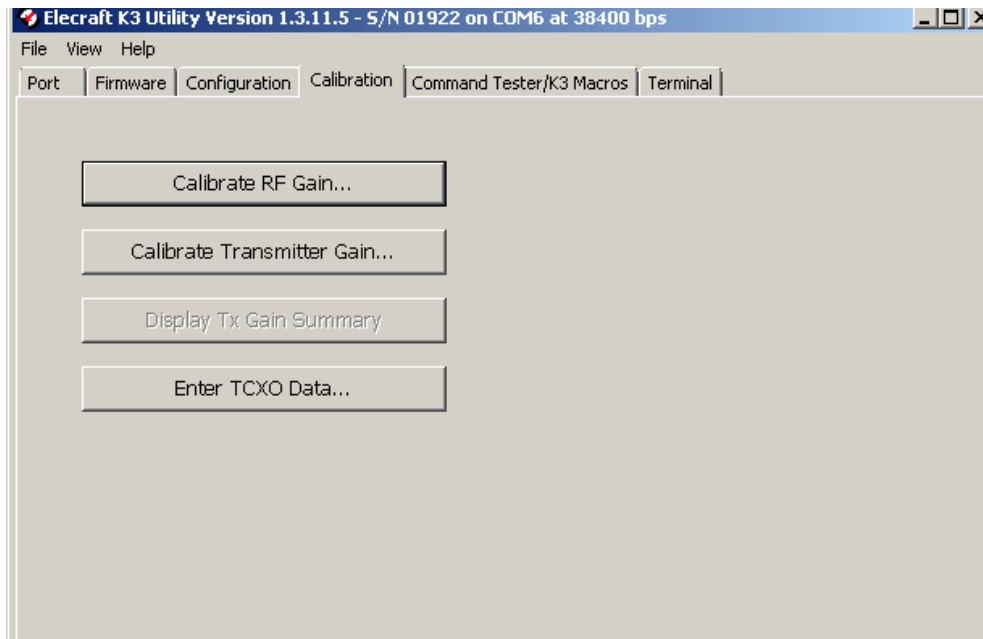 Elecraft K3 Utility Version 1.3.11.5 - S/N 01922 on COM6 at 38400 bps
File View Help
Port Firmware Configuration Calibration Command Tester/K3 Macros Terminal
Calibrate RF Gain...
Calibrate Transmitter Gain...
Display Tx Gain Summary
Enter TCXO Data...